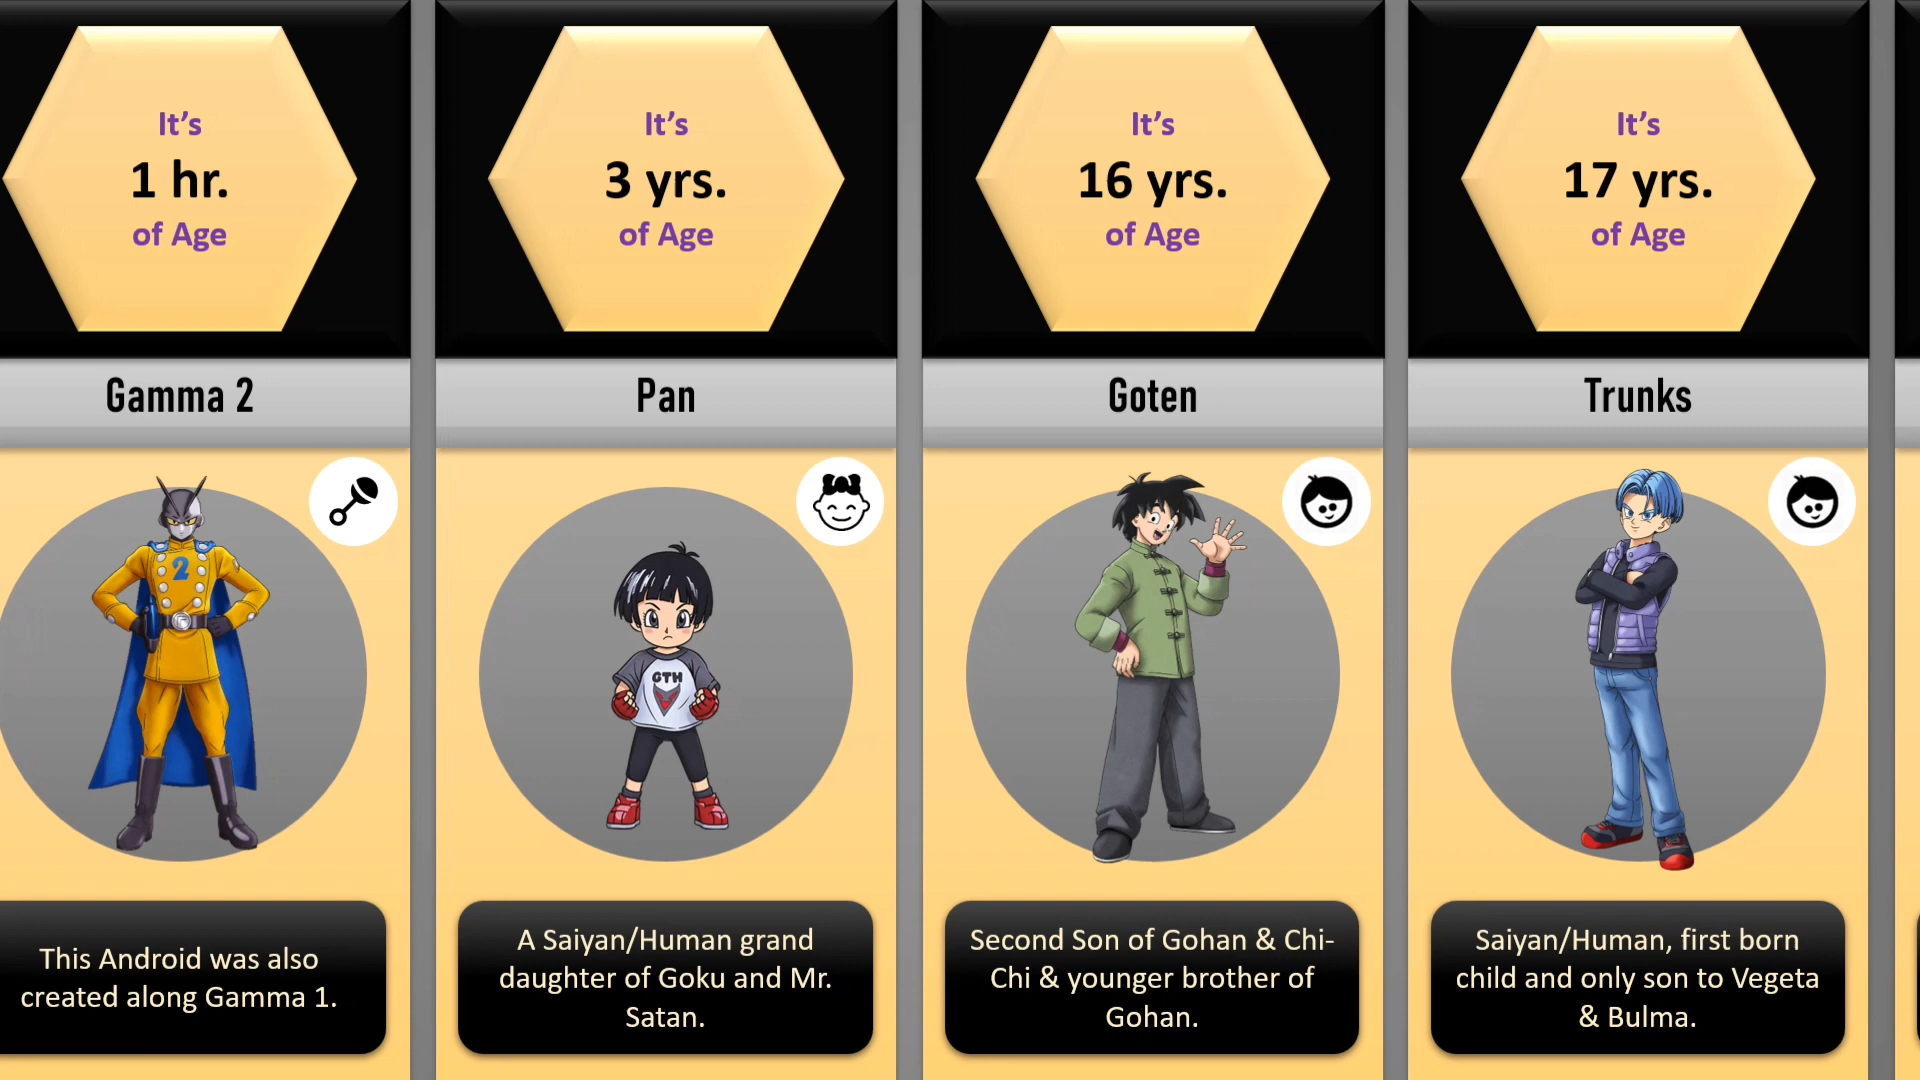 It's
1 hr.
of Age
Gamma 2
2
This Android was also
created along Gamma 1.
It's
3 yrs.
of Age
Pan
GTH
A Saiyan/Human grand
daughter of Goku and Mr.
Satan.
It's
16 yrs.
of Age
Goten
Second Son of Gohan & Chi-
Chi & younger brother of
Gohan.
It's
17 yrs.
of Age
Trunks
Saiyan/Human, first born
child and only son to Vegeta
& Bulma.